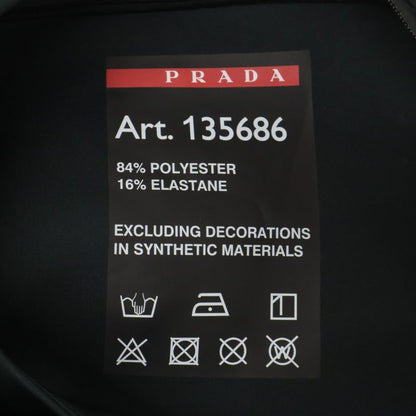 PRADA
Art. 135686
84% POLYESTER
16% ELASTANE
EXCLUDING DECORATIONS
IN SYNTHETIC MATERIALS
W